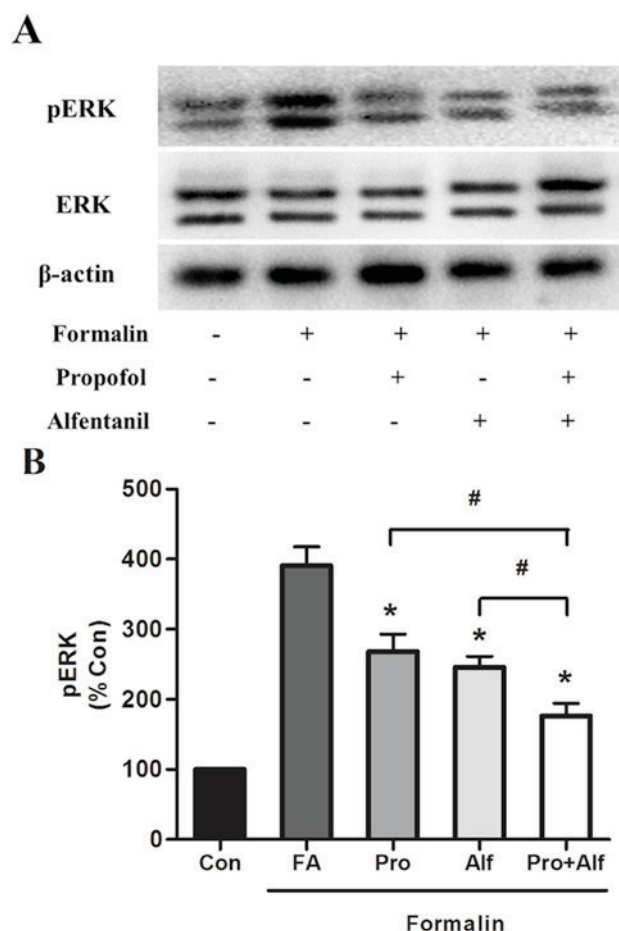 A
pERK
ERK
β-actin
Formalin - + + + +
Propofol - - + - +
Alfentanil - - - + +
B
500
400
300
200
100
0
pERK
(% Con)
#
#
* * *
Con FA Pro Alf Pro+Alf
Formalin